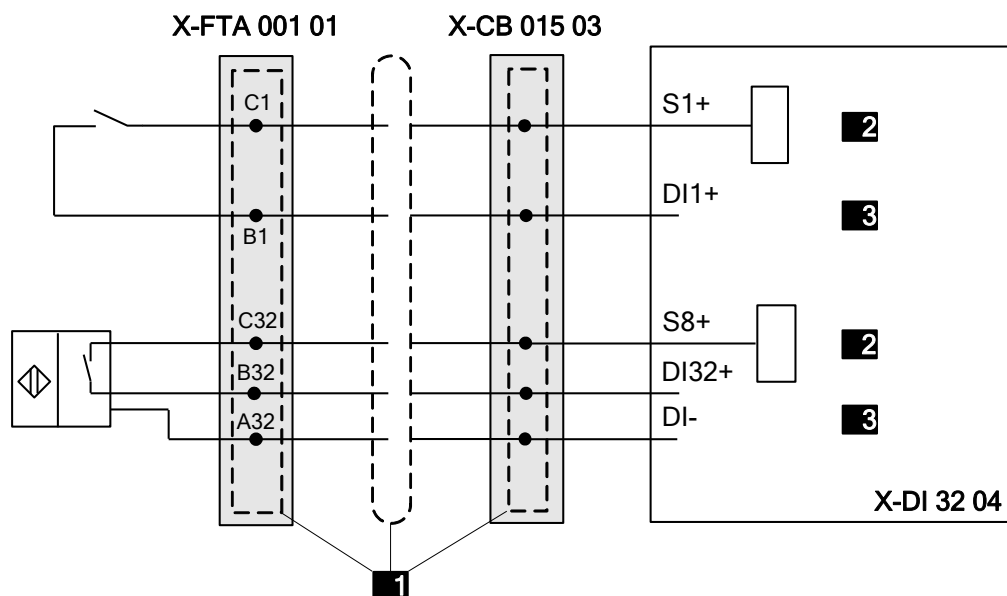 X-FTA 001 01
X-CB 015 03
C1
S1+
2
DI1+
3
B1
C32
S8+
2
B32
DI32+
A32
DI-
3
X-DI 32 04
1